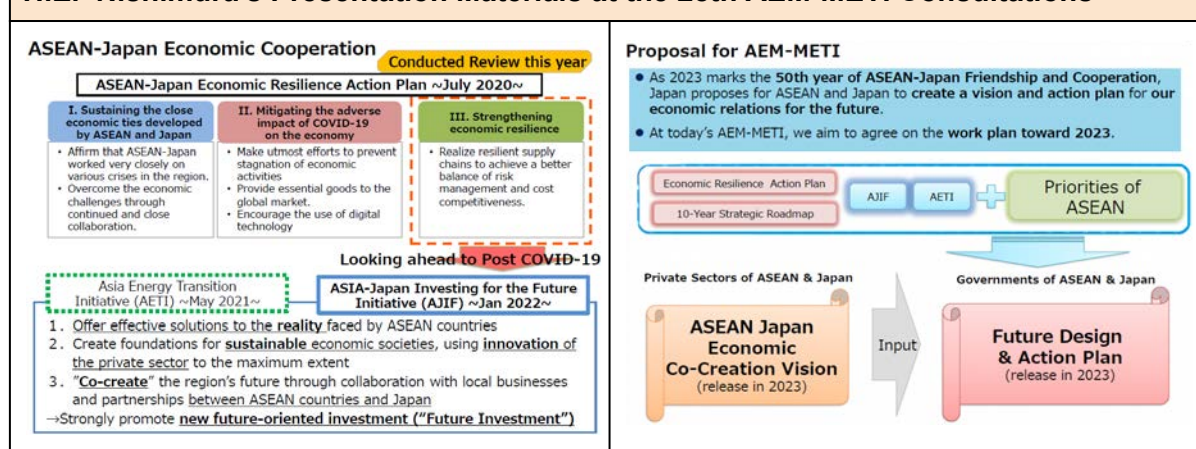 ASEAN-Japan Economic Cooperation
Conducted Review this year
ASEAN-Japan Economic Resilience Action Plan ~July 2020~
I. Sustaining the close
economic ties developed
by ASEAN and Japan
• Affirm that ASEAN-Japan
worked very closely on
various crises in the region.
• Overcome the economic
challenges through
continued and close
collaboration.
II. Mitigating the adverse
impact of COVID-19
on the economy
• Make utmost efforts to prevent
stagnation of economic
activities
• Provide essential goods to the
global market.
• Encourage the use of digital
technology
III. Strengthening
economic resilience
• Realize resilient supply
chains to achieve a better
balance of risk
management and cost
competitiveness.
Looking ahead to Post COVID-19
Asia Energy Transition
Initiative (AETI) ~May 2021~
ASIA-Japan Investing for the Future
Initiative (AJIF) ~Jan 2022~
1. Offer effective solutions to the reality faced by ASEAN countries
2. Create foundations for sustainable economic societies, using innovation of
the private sector to the maximum extent
3. "Co-create" the region's future through collaboration with local businesses
and partnerships between ASEAN countries and Japan
→Strongly promote new future-oriented investment ("Future Investment")
Proposal for AEM-METI
● As 2023 marks the 50th year of ASEAN-Japan Friendship and Cooperation,
Japan proposes for ASEAN and Japan to create a vision and action plan for our
economic relations for the future.
● At today's AEM-METI, we aim to agree on the work plan toward 2023.
Economic Resilience Action Plan
10-Year Strategic Roadmap
AJIF
AETI
Priorities of
ASEAN
Private Sectors of ASEAN & Japan
ASEAN Japan
Economic
Co-Creation Vision
(release in 2023)
Input
Governments of ASEAN & Japan
Future Design
& Action Plan
(release in 2023)